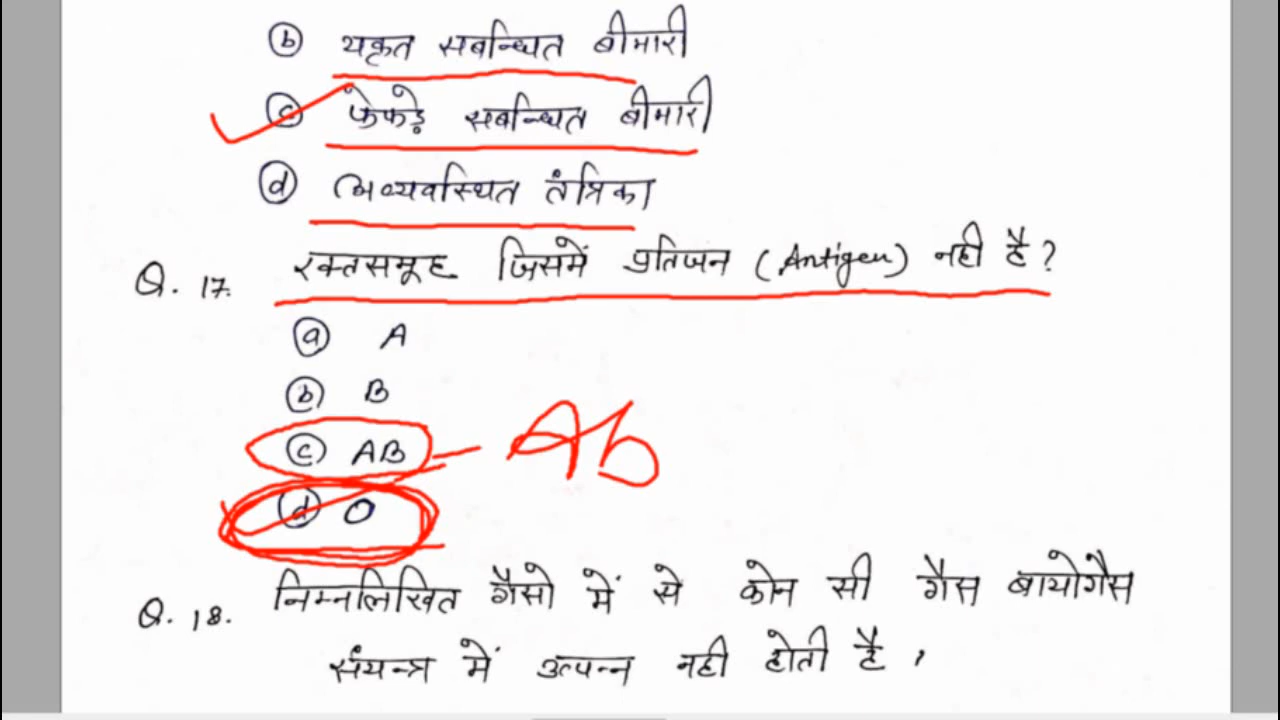 (b) यकृत सबन्धित बीमारी
(c) फेफड़े सबन्धित बीमारी
(d) अव्यवस्थित तंत्रिका
Q. 17. रक्तसमूह जिसमें प्रतिजन (Antigen) नही है?
(a) A
(b) B
(c) AB - Ab
(d) O
Q. 18. निम्नलिखित गैसो में से कोन सी गैस बायोगैस
संयन्त्र में उत्पन्न नही होती है,